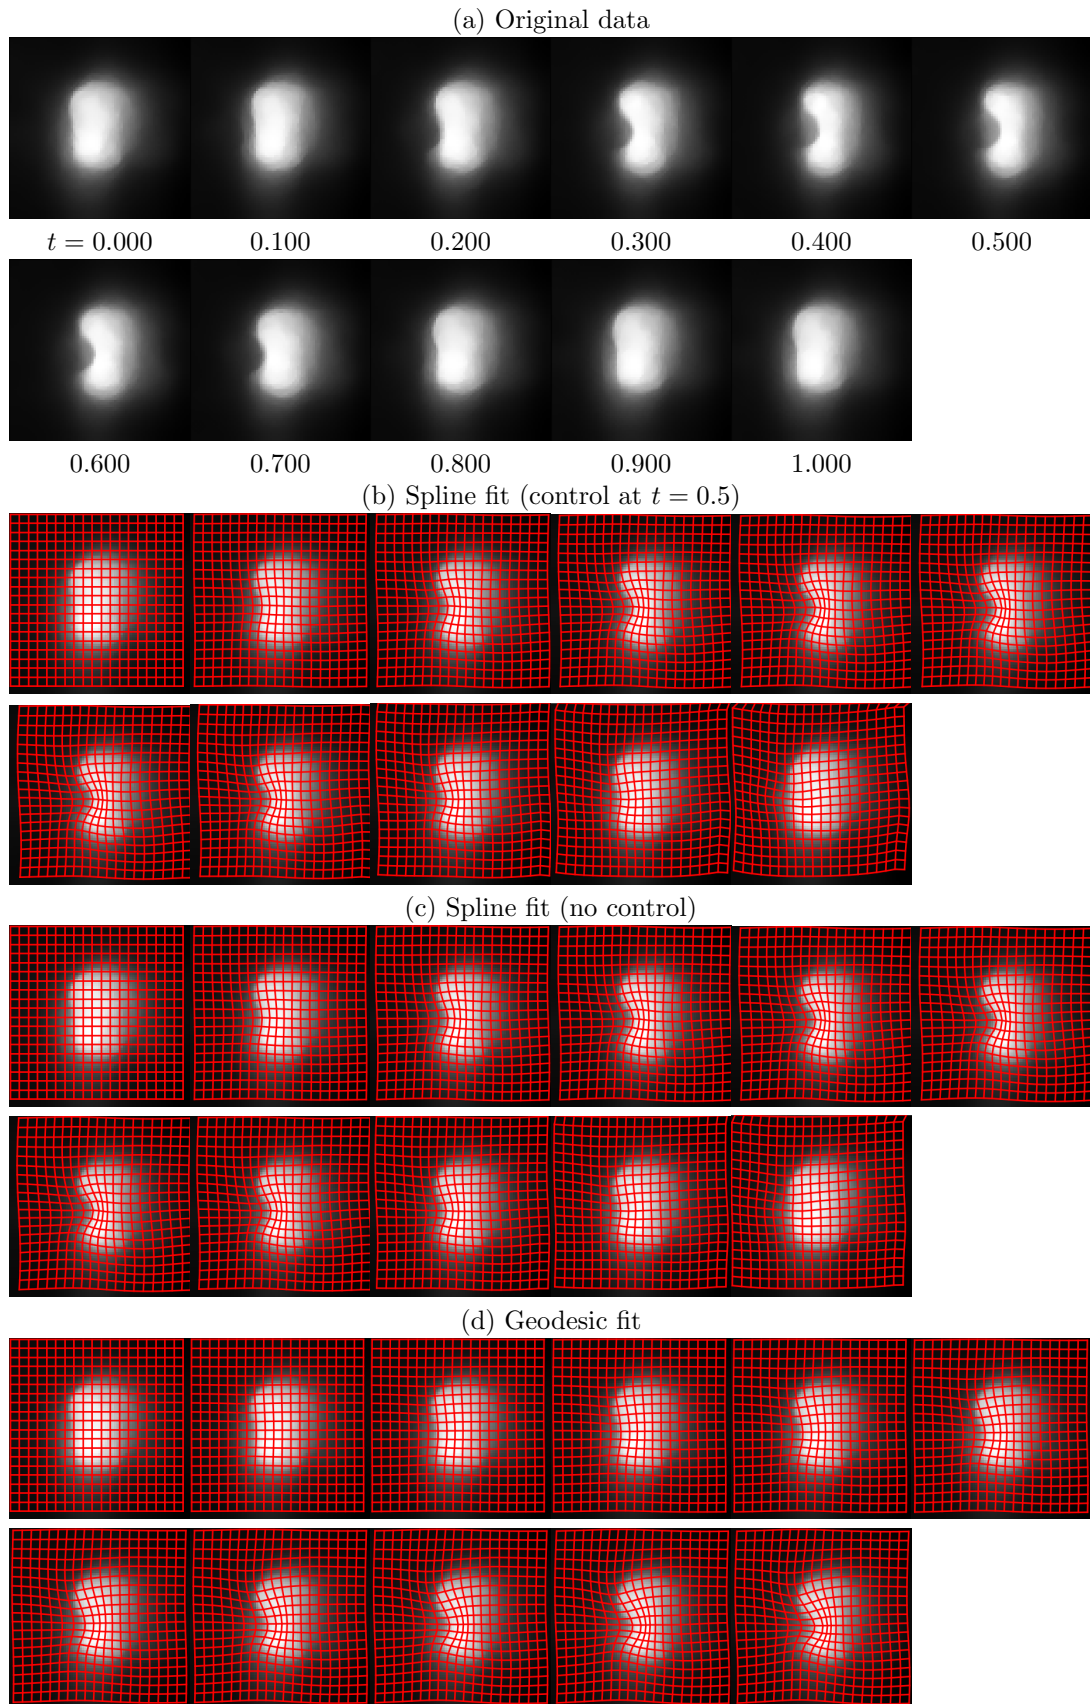 (a) Original data
t = 0.000 0.100 0.200 0.300 0.400 0.500
0.600 0.700 0.800 0.900 1.000
(b) Spline fit (control at t = 0.5)
(c) Spline fit (no control)
(d) Geodesic fit